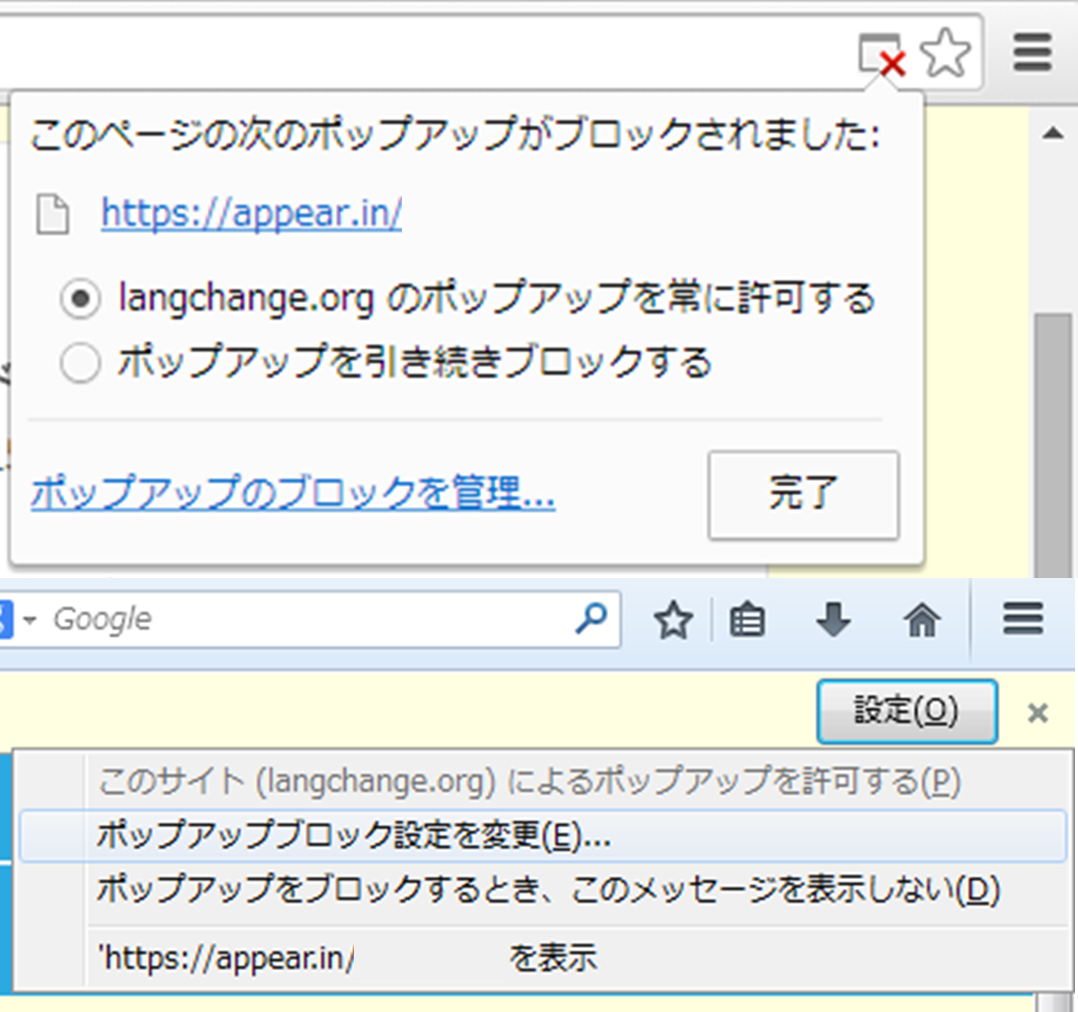 このページの次のポップアップがブロックされました:
https://appear.in/
langchange.org のポップアップを常に許可する
ポップアップを引き続きブロックする
ポップアップのブロックを管理...
完了
Google
設定(O)
このサイト (langchange.org) によるポップアップを許可する(P)
ポップアップブロック設定を変更(E)...
ポップアップをブロックするとき、このメッセージを表示しない(D)
'https://appear.in/ を表示